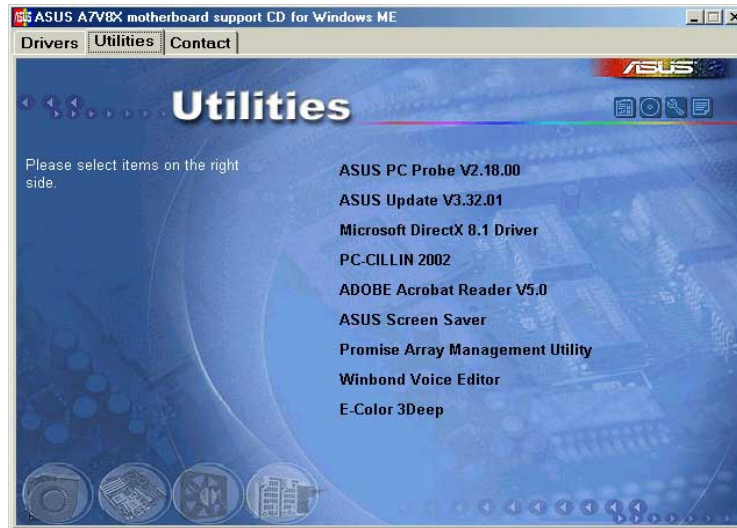 ASUS A7V8X motherboard support CD for Windows ME
Drivers Utilities Contact
ASUS
Utilities
Please select items on the right
side.
ASUS PC Probe V2.18.00
ASUS Update V3.32.01
Microsoft DirectX 8.1 Driver
PC-CILLIN 2002
ADOBE Acrobat Reader V5.0
ASUS Screen Saver
Promise Array Management Utility
Winbond Voice Editor
E-Color 3Deep